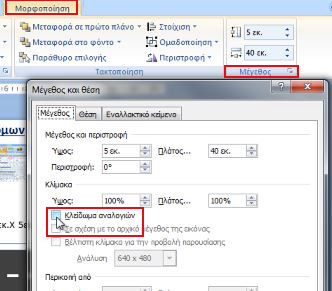 Μορφοποίηση
Μεταφορά σε πρώτο πλάνο
Στοίχιση
5 εκ.
Μεταφορά στο φόντο
Ομαδοποίηση
Παράθυρο επιλογής
Περιστροφή
40 εκ.
Τακτοποίηση
Μέγεθος
Μέγεθος και θέση
Μέγεθος
Θέση
Εναλλακτικό κείμενο
Μέγεθος και περιστροφή
Ύψος:
5 εκ.
Πλάτος...
40 εκ.
Περιστροφή:
0°
Κλίμακα
Ύψος:
100%
Πλάτος...
100%
Κλείδωμα αναλογιών
Σε σχέση με το αρχικό μέγεθος της εικόνας
Βέλτιστη κλίμακα για την προβολή παρουσίασης
Ανάλυση
640 x 480
Περικοπή από